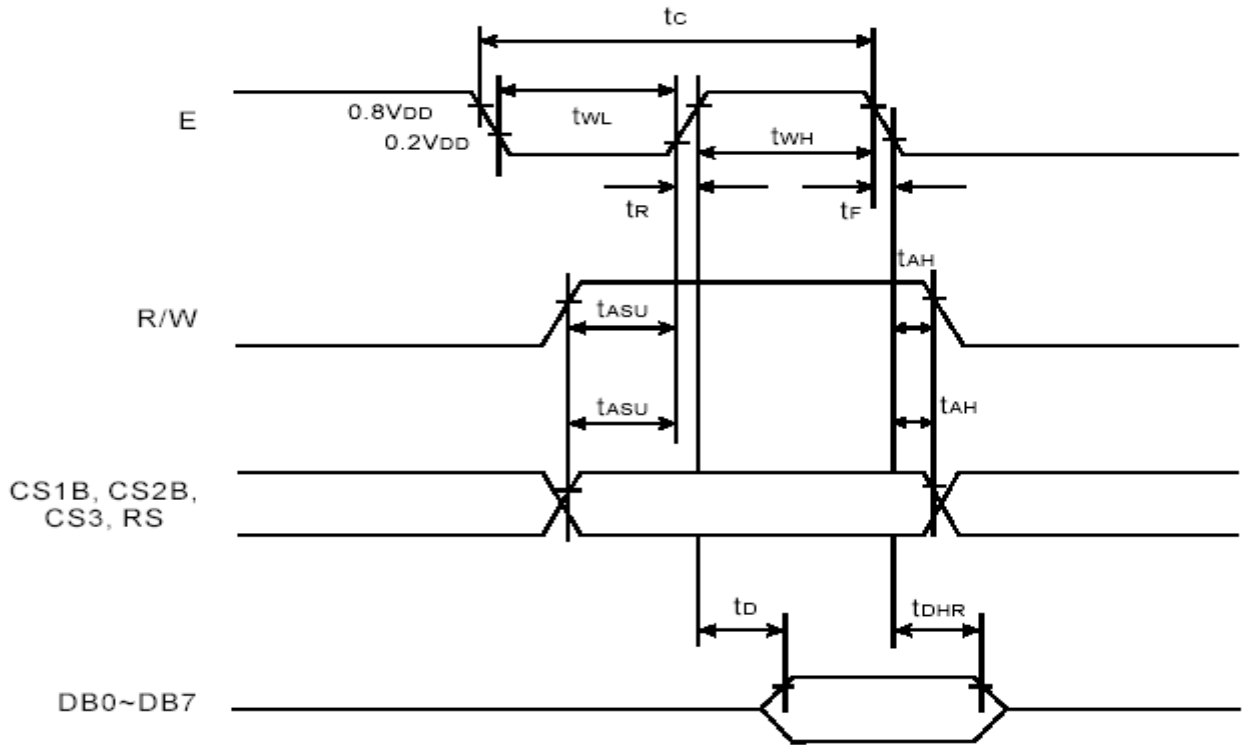 tC
E
0.8VDD
0.2VDD
tWL
tWH
tR
tF
tAH
R/W
tASU
tASU
tAH
CS1B, CS2B,
CS3, RS
tD
tDHR
DB0~DB7